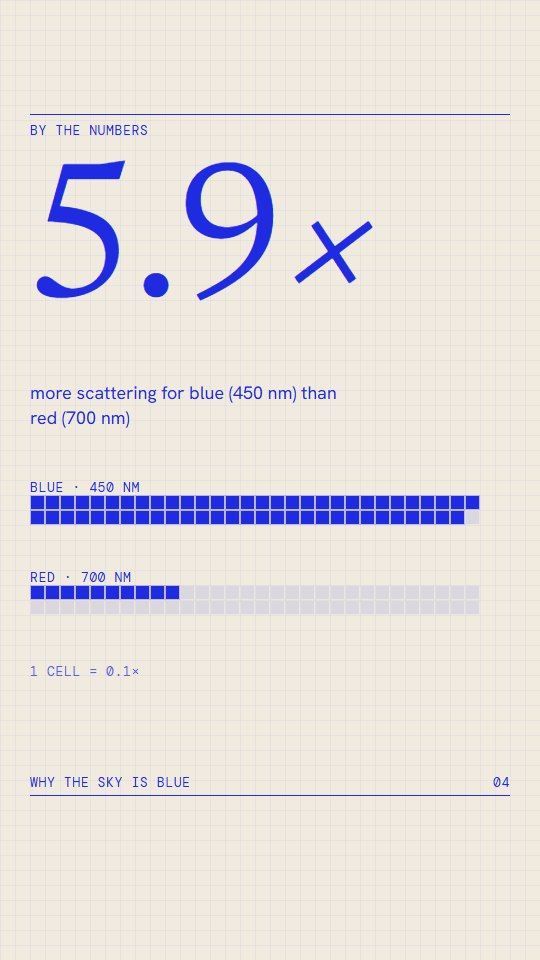 BY THE NUMBERS
5.9×
more scattering for blue (450 nm) than
red (700 nm)
BLUE · 450 NM
RED · 700 NM
1 CELL = 0.1×
WHY THE SKY IS BLUE 04